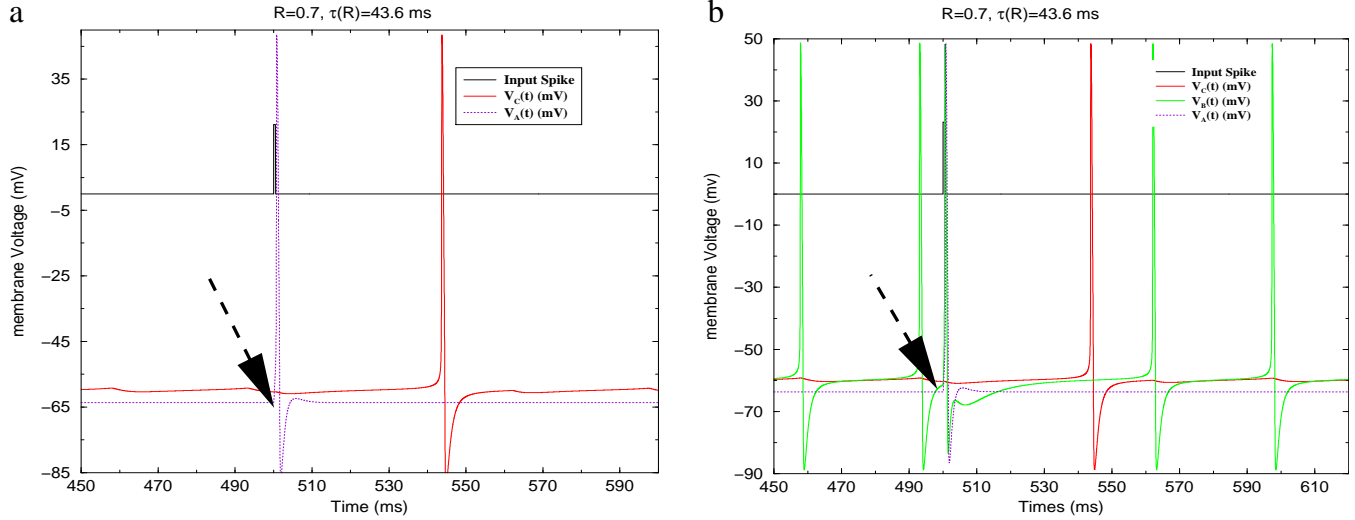 a
R=0.7, τ(R)=43.6 ms
membrane Voltage (mV)
45
15
−5
−25
−45
−65
−85
Input Spike
V_C(t) (mV)
V_A(t) (mV)
450 470 490 510 530 550 570 590
Time (ms)
b
R=0.7, τ(R)=43.6 ms
membrane Voltage (mv)
50
30
10
−10
−30
−50
−70
−90
Input Spike
V_C(t) (mV)
V_B(t) (mV)
V_A(t) (mV)
450 470 490 510 530 550 570 590 610
Times (ms)